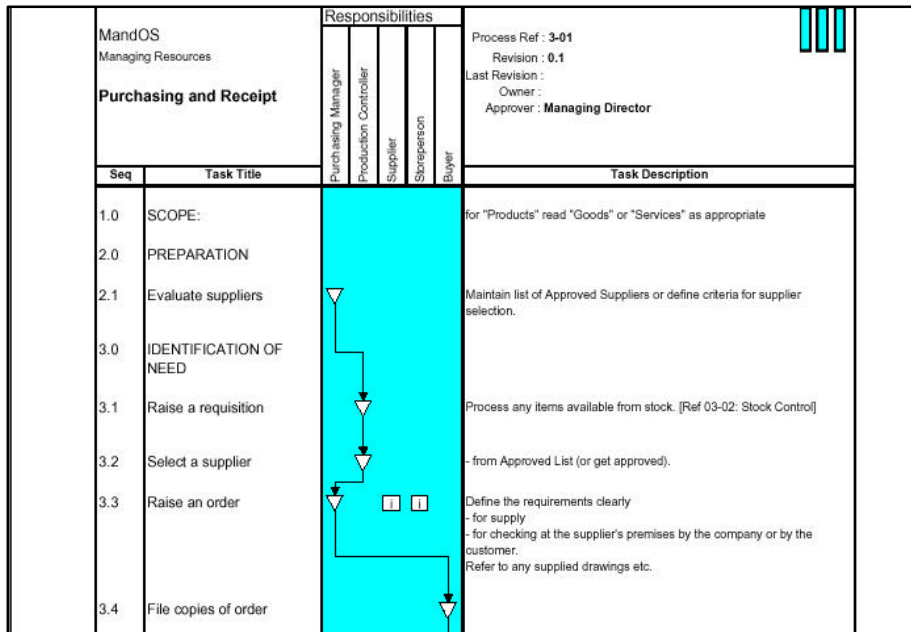 Responsibilities
MandOS
Managing Resources
Purchasing and Receipt
Purchasing Manager
Production Controller
Supplier
Storeperson
Buyer
Process Ref : 3-01
Revision : 0.1
Last Revision :
Owner :
Approver : Managing Director
Seq Task Title Task Description
1.0 SCOPE: for "Products" read "Goods" or "Services" as appropriate
2.0 PREPARATION
2.1 Evaluate suppliers Maintain list of Approved Suppliers or define criteria for supplier
selection.
3.0 IDENTIFICATION OF
NEED
3.1 Raise a requisition Process any items available from stock. [Ref 03-02: Stock Control]
3.2 Select a supplier - from Approved List (or get approved).
3.3 Raise an order i i Define the requirements clearly
- for supply
- for checking at the supplier's premises by the company or by the
customer.
Refer to any supplied drawings etc.
3.4 File copies of order